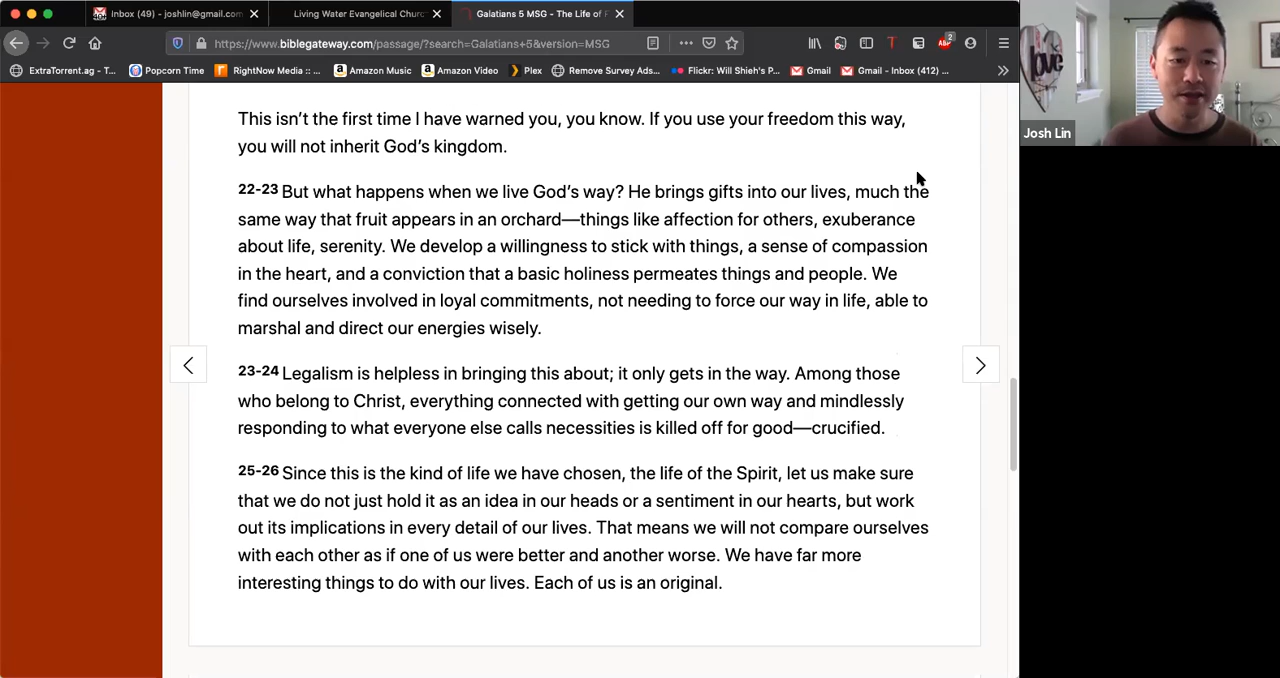 Inbox (49) - joshlin@gmail.com
Living Water Evangelical Churc
Galatians 5 MSG - The Life of F
https://www.biblegateway.com/passage/?search=Galatians+5&version=MSG
2
ExtraTorrent.ag - T...
Popcorn Time
RightNow Media :: ...
Amazon Music
Amazon Video
Plex
Remove Survey Ads...
Flickr: Will Shieh's P...
Gmail
Gmail - Inbox (412) ...
love
Josh Lin
This isn’t the first time I have warned you, you know. If you use your freedom this way,
you will not inherit God’s kingdom.
22-23 But what happens when we live God’s way? He brings gifts into our lives, much the
same way that fruit appears in an orchard—things like affection for others, exuberance
about life, serenity. We develop a willingness to stick with things, a sense of compassion
in the heart, and a conviction that a basic holiness permeates things and people. We
find ourselves involved in loyal commitments, not needing to force our way in life, able to
marshal and direct our energies wisely.
23-24 Legalism is helpless in bringing this about; it only gets in the way. Among those
who belong to Christ, everything connected with getting our own way and mindlessly
responding to what everyone else calls necessities is killed off for good—crucified.
25-26 Since this is the kind of life we have chosen, the life of the Spirit, let us make sure
that we do not just hold it as an idea in our heads or a sentiment in our hearts, but work
out its implications in every detail of our lives. That means we will not compare ourselves
with each other as if one of us were better and another worse. We have far more
interesting things to do with our lives. Each of us is an original.